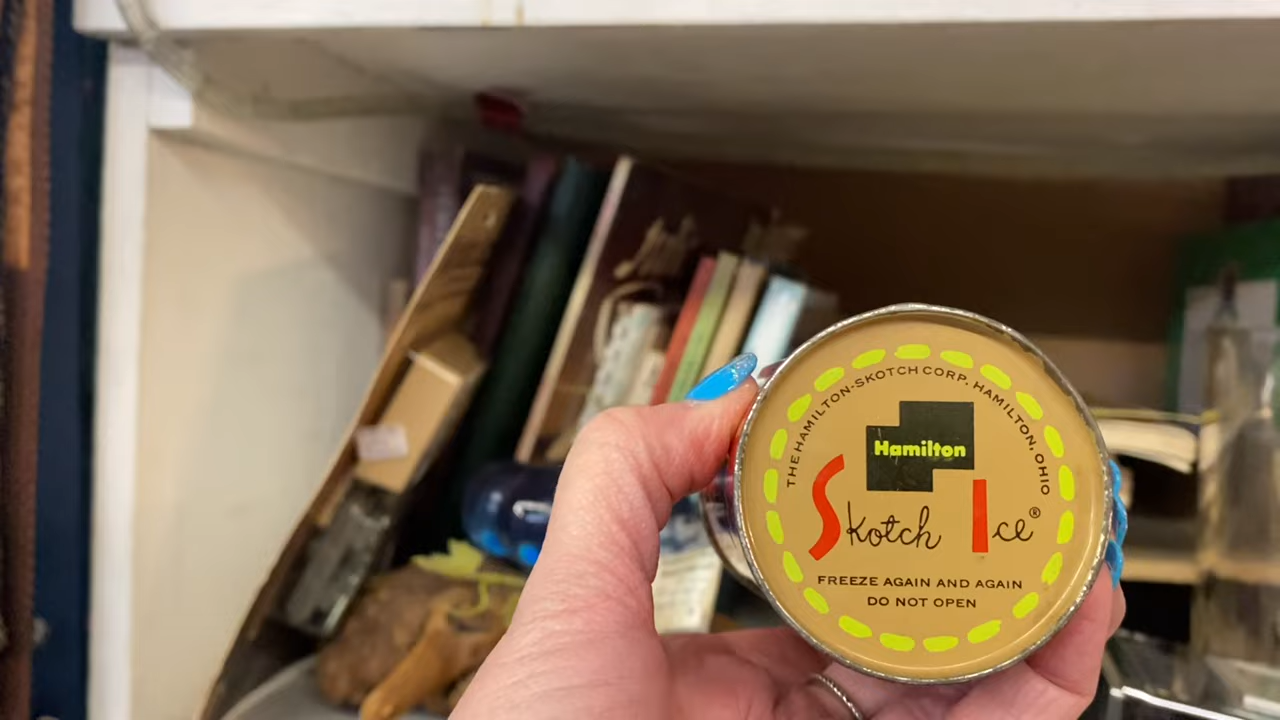 THE HAMILTON-SKOTCH CORP. HAMILTON, OHIO
Hamilton
Skotch Ice®
FREEZE AGAIN AND AGAIN
DO NOT OPEN